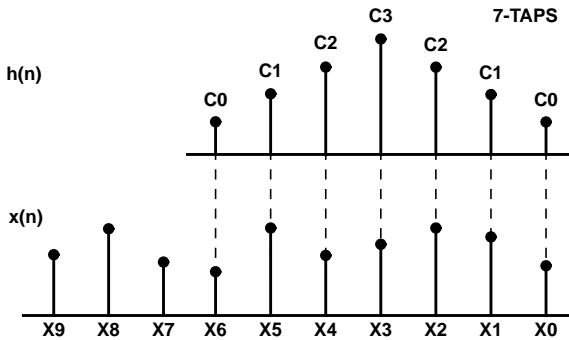 7-TAPS
C3
C2 C2
h(n)
C1 C1
C0 C0
x(n)
X9 X8 X7 X6 X5 X4 X3 X2 X1 X0